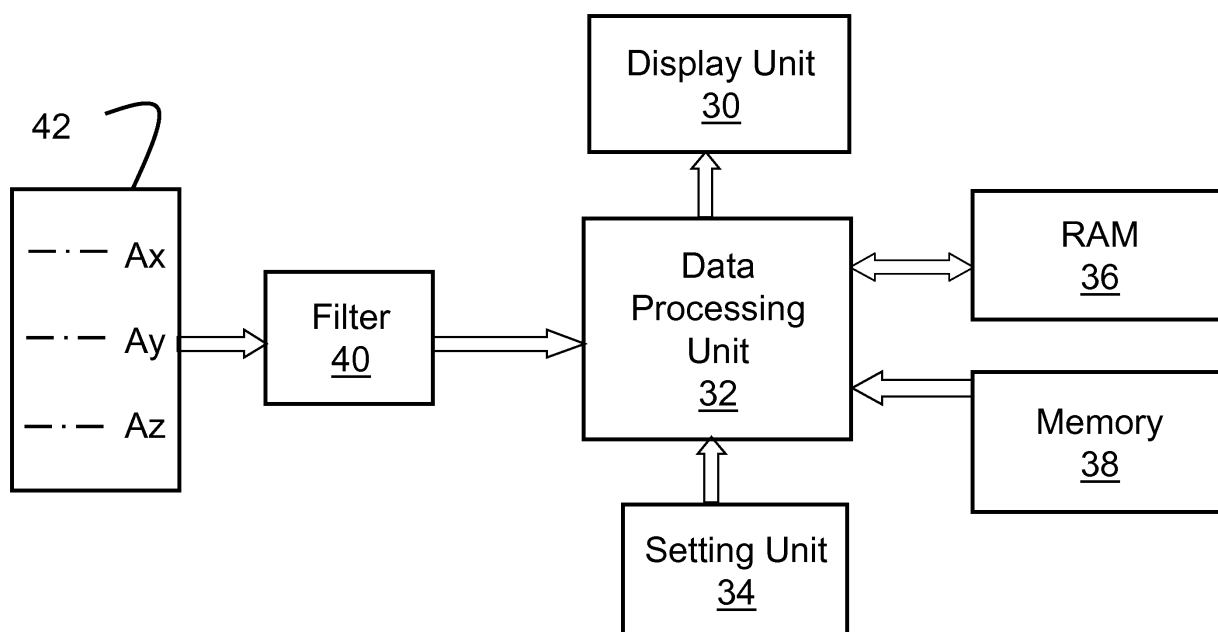 Display Unit
30
42
Ax
Ay
Az
Filter
40
Data
Processing
Unit
32
RAM
36
Memory
38
Setting Unit
34